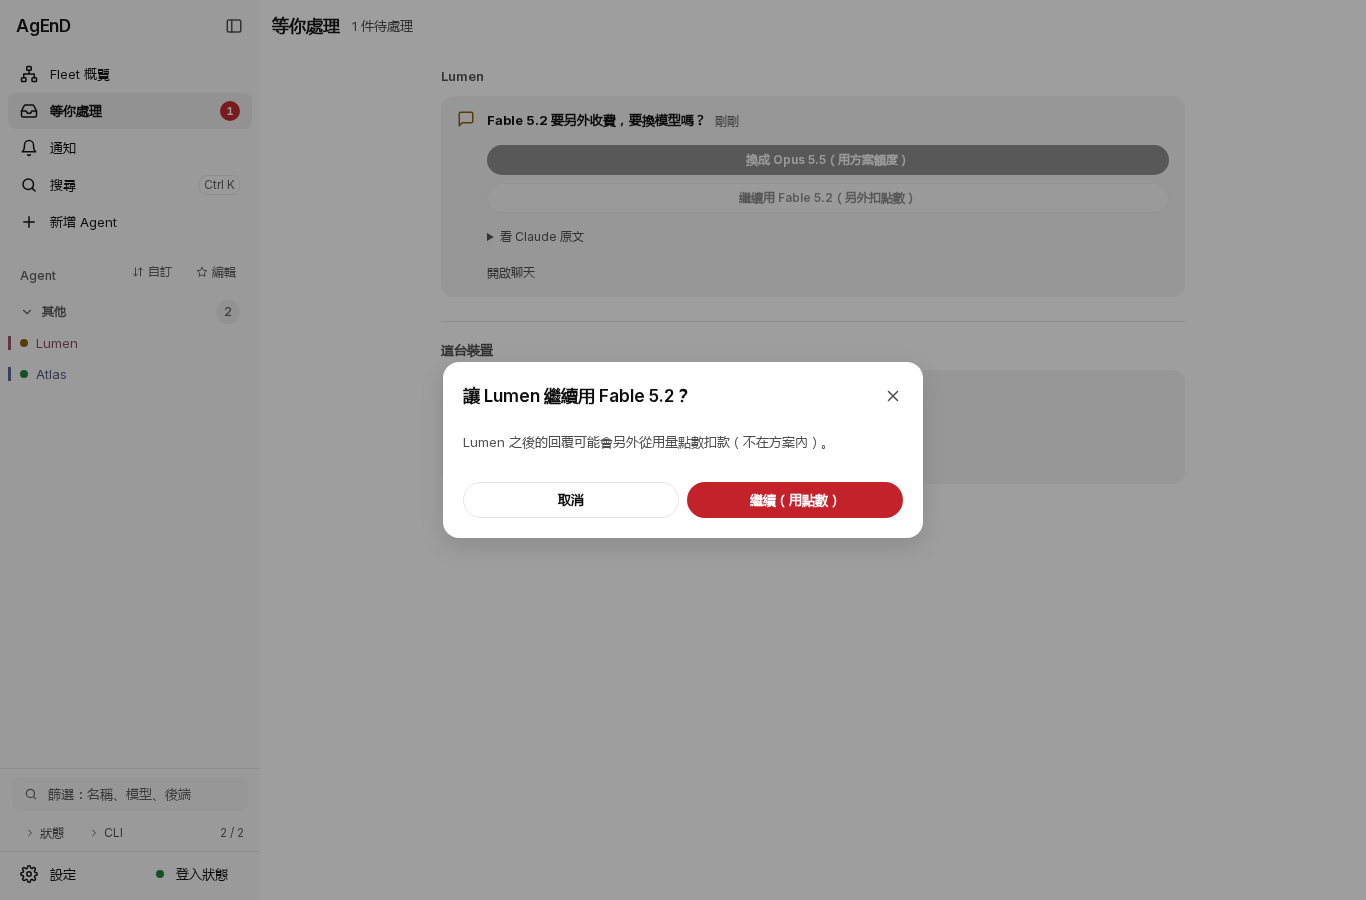 AgEnD
Fleet 概覽
等你處理
1
通知
搜尋
Ctrl K
新增 Agent
Agent
自訂
編輯
其他
2
Lumen
Atlas
篩選：名稱、模型、後端
狀態
CLI
2 / 2
設定
登入狀態
等你處理
1 件待處理
Lumen
Fable 5.2 要另外收費，要換模型嗎？
剛剛
換成 Opus 5.5（用方案額度）
繼續用 Fable 5.2（另外扣點數）
看 Claude 原文
開啟聊天
這台裝置
讓 Lumen 繼續用 Fable 5.2？
Lumen 之後的回覆可能會另外從用量點數扣款（不在方案內）。
取消
繼續（用點數）